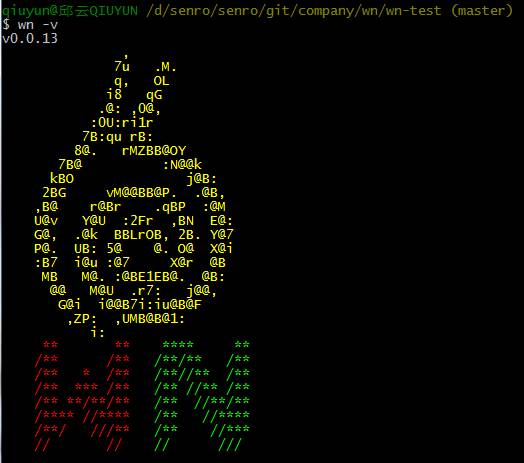 qiuyun@邱云QIUYUN /d/senro/senro/git/company/wn/wn-test (master)
$ wn -v
v0.0.13
               ,
              7u   .M.
              q,   OL
             i8   qG
            .@: ,O@,
           :OU:ri1r
          7B:qu rB:
         8@.   rMZBB@OY
       7B@          :N@@k
      kBO              j@B:
     2BG     vM@@BB@P.  .@B,
    ,B@    r@Br    .qBP  :@M
    U@v   Y@U  :2Fr  ,BN  E@:
    G@,  .@k  BBLrOB, 2B. Y@7
    P@.  UB: 5@    @. O@  X@i
    :B7  i@u :@7     X@r  @B
     MB   M@. :@BE1EB@.  @B:
      @@   M@U  .r7:   j@@,
       G@i  i@@B7i:iu@B@F
        ,ZP:  ,UMB@B@1:
           i:
     **       **    ****     **
    /**      /**   /**/**   /**
    /**   *  /**   /**//**  /**
    /**  *** /**   /** //** /**
    /** **/**/**   /**  //**/**
    /**** //****   /**   //****
    /**/   ///**   /**    //***
    //       //    //      ///